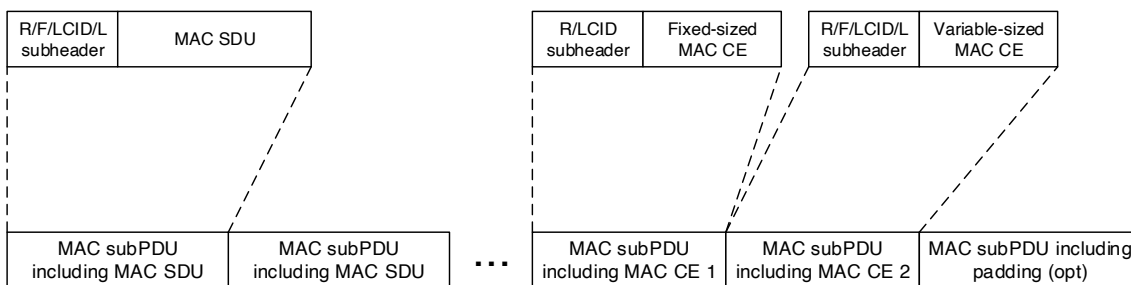 R/F/LCID/L
subheader
MAC SDU
R/LCID
subheader
Fixed-sized
MAC CE
R/F/LCID/L
subheader
Variable-sized
MAC CE
MAC subPDU
including MAC SDU
MAC subPDU
including MAC SDU
...
MAC subPDU
including MAC CE 1
MAC subPDU
including MAC CE 2
MAC subPDU including
padding (opt)